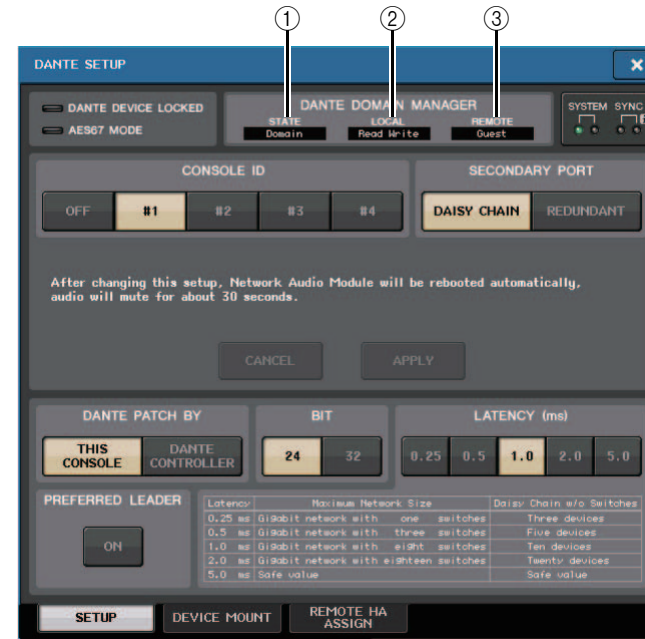 ① ② ③
DANTE SETUP ×
DANTE DEVICE LOCKED
AES67 MODE
DANTE DOMAIN MANAGER
STATE LOCAL REMOTE
Domain Read Write Guest
SYSTEM SYNC
CONSOLE ID
OFF #1 #2 #3 #4
SECONDARY PORT
DAISY CHAIN REDUNDANT
After changing this setup, Network Audio Module will be rebooted automatically,
audio will mute for about 30 seconds.
CANCEL APPLY
DANTE PATCH BY
THIS CONSOLE
DANTE CONTROLLER
BIT
24 32
LATENCY (ms)
0.25 0.5 1.0 2.0 5.0
PREFERRED LEADER
ON
Latency Maximum Network Size Daisy Chain w/o Switches
0.25 ms Gigabit network with one switches Three devices
0.5 ms Gigabit network with three switches Five devices
1.0 ms Gigabit network with eight switches Ten devices
2.0 ms Gigabit network with eighteen switches Twenty devices
5.0 ms Safe value Safe value
SETUP DEVICE MOUNT REMOTE HA ASSIGN